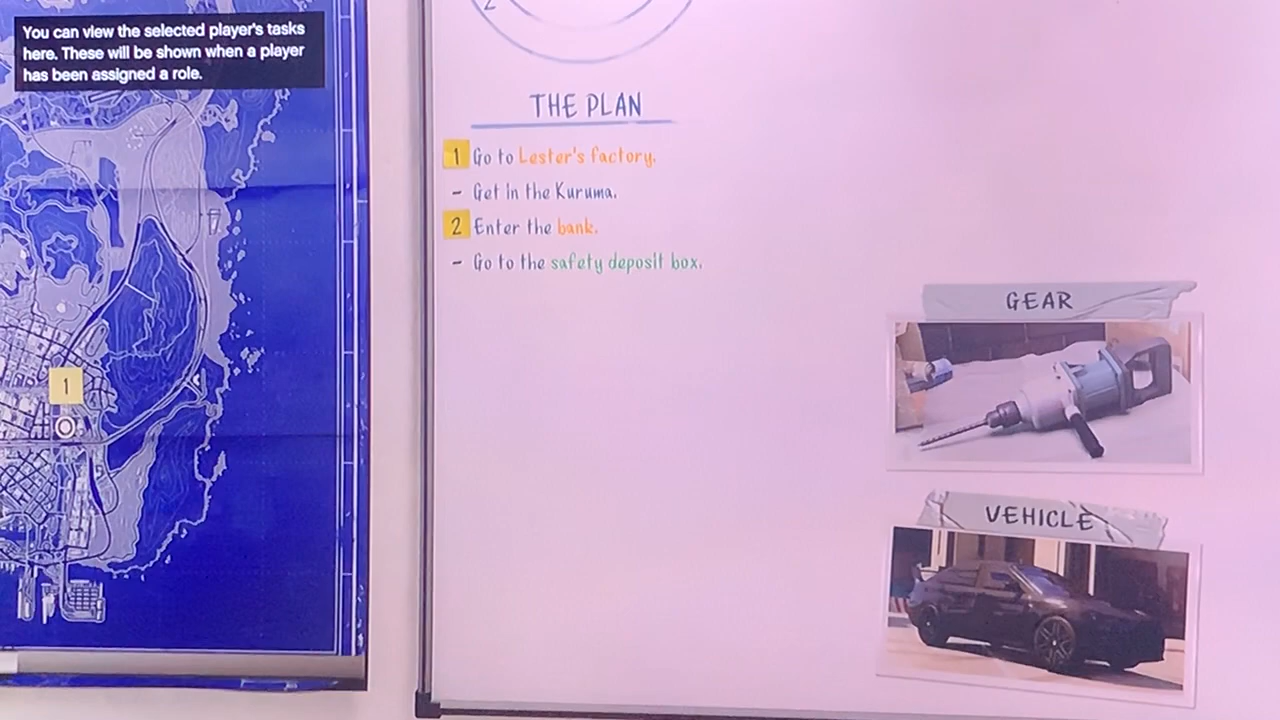 You can view the selected player's tasks
here. These will be shown when a player
has been assigned a role.
2
THE PLAN
1 Go to Lester's factory.
- Get in the Kuruma.
2 Enter the bank.
- Go to the safety deposit box.
GEAR
VEHICLE
1